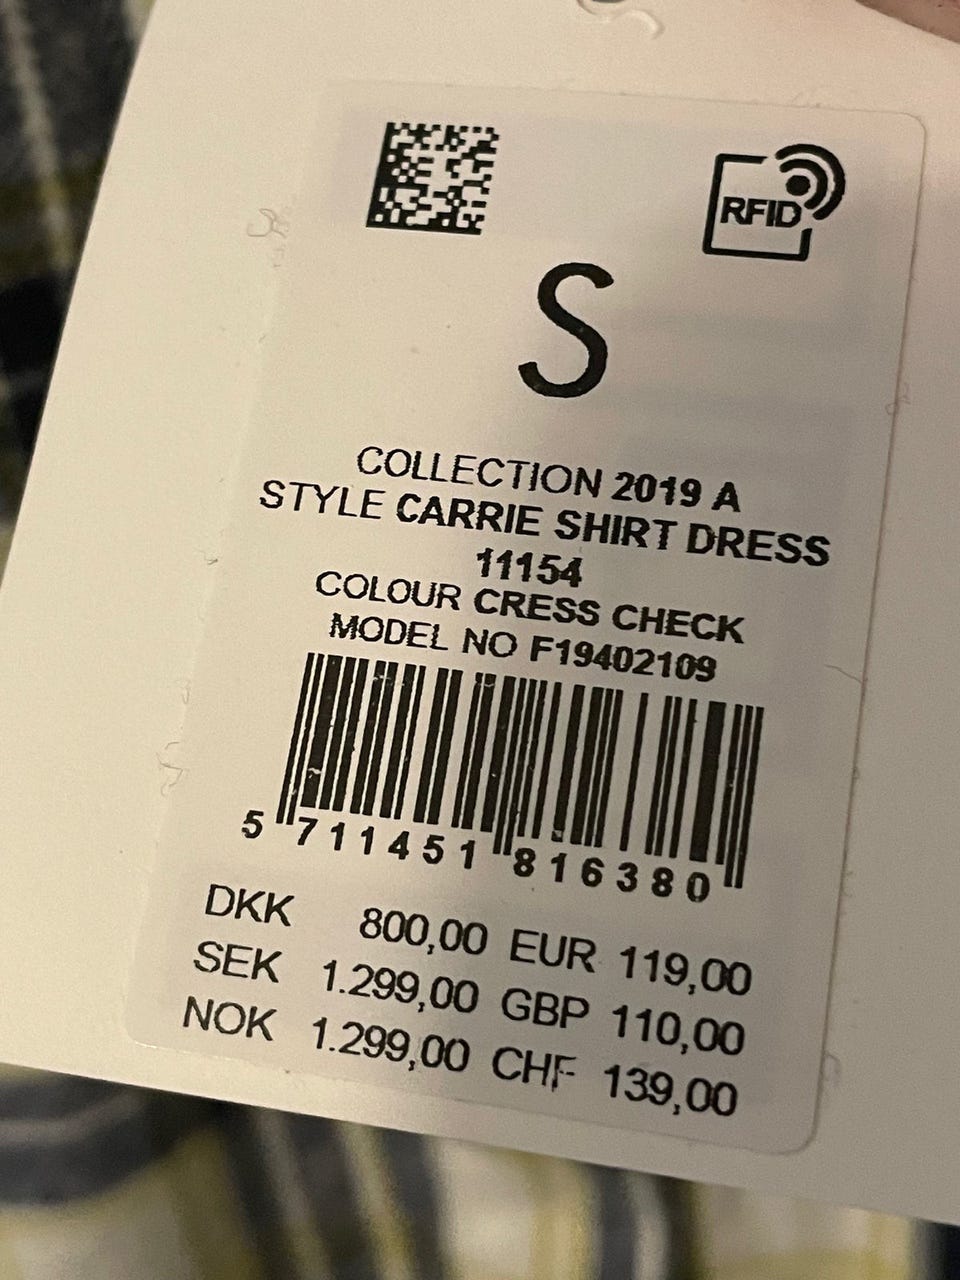 RFID
S
COLLECTION 2019 A
STYLE CARRIE SHIRT DRESS
11154
COLOUR CRESS CHECK
MODEL NO F19402109
5 711451 816380
DKK 800,00 EUR 119,00
SEK 1.299,00 GBP 110,00
NOK 1.299,00 CHF 139,00